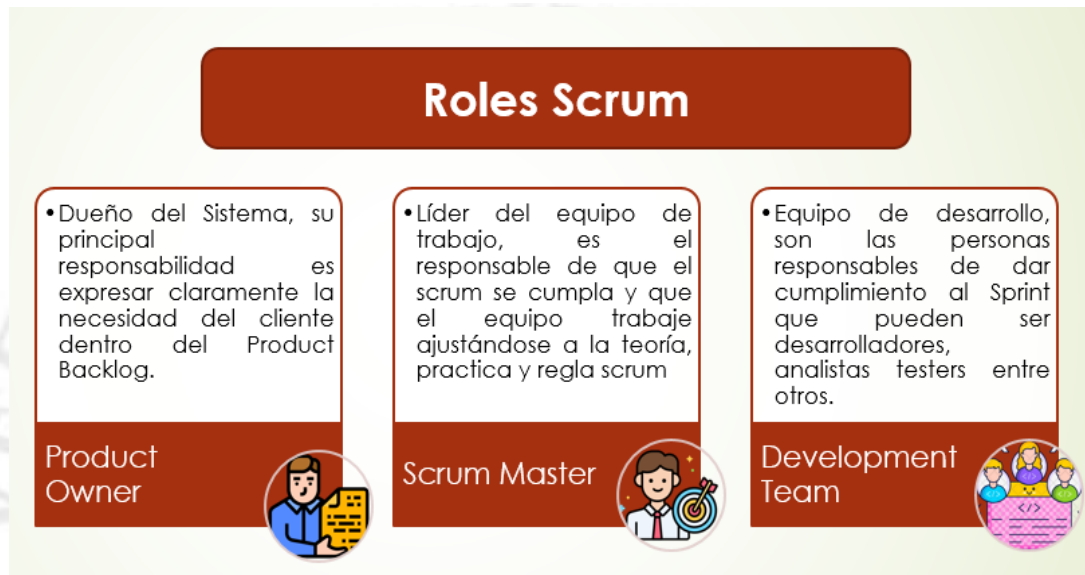 Roles Scrum
•Dueño del Sistema, su
principal
responsabilidad es
expresar claramente la
necesidad del cliente
dentro del Product
Backlog.
Product
Owner
•Líder del equipo de
trabajo, es el
responsable de que el
scrum se cumpla y que
el equipo trabaje
ajustándose a la teoría,
practica y regla scrum
Scrum Master
•Equipo de desarrollo,
son las personas
responsables de dar
cumplimiento al Sprint
que pueden ser
desarrolladores,
analistas testers entre
otros.
Development
Team